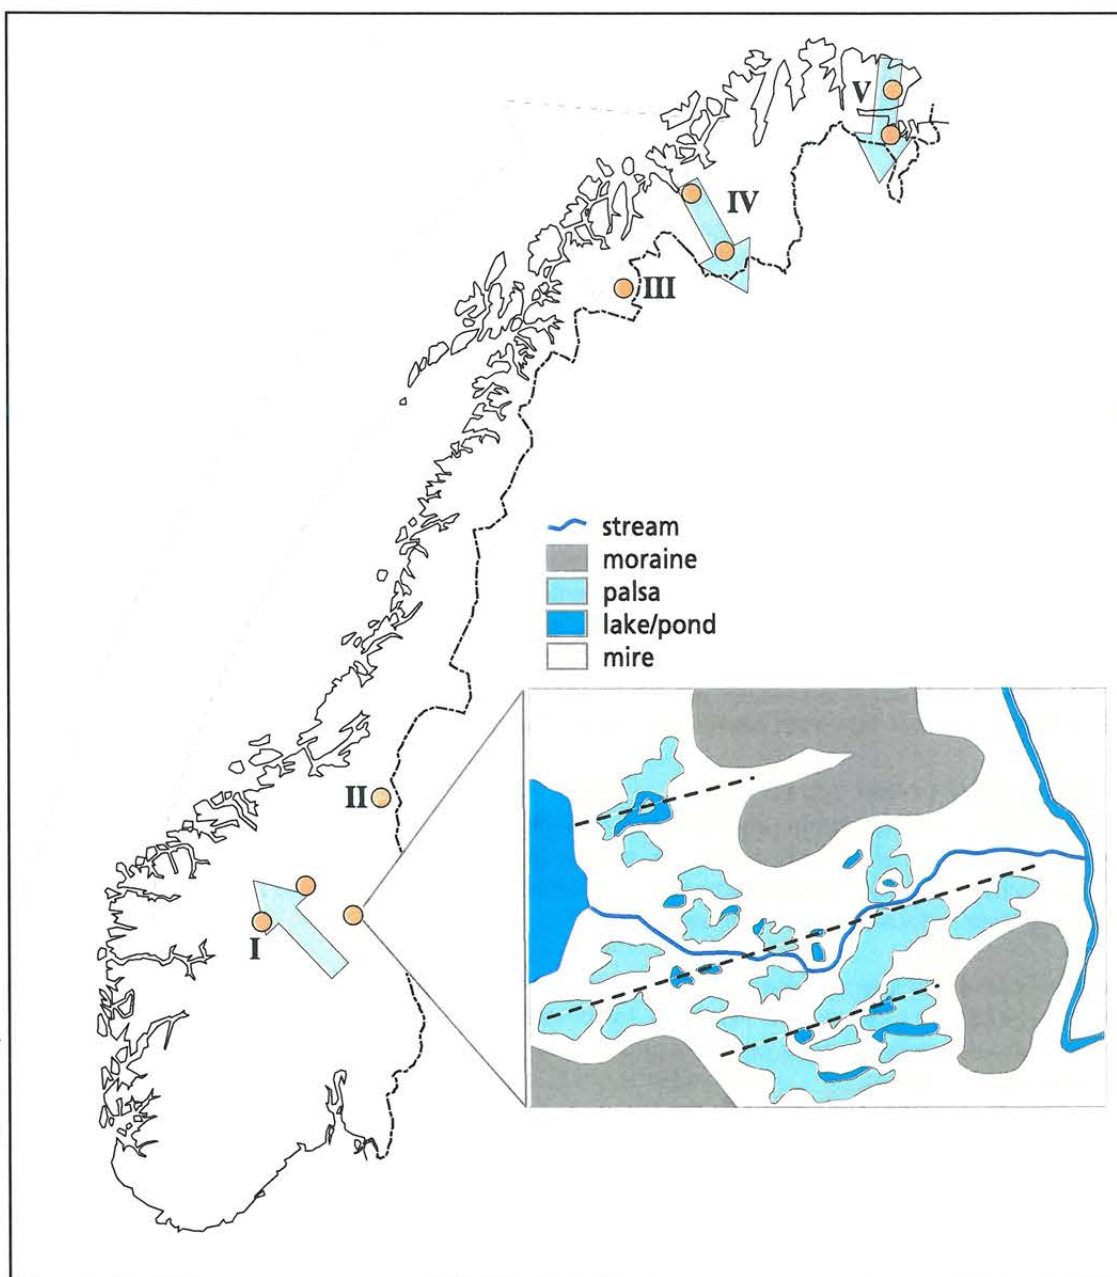 V
IV
III
stream
moraine
palsa
lake/pond
mire
II
I